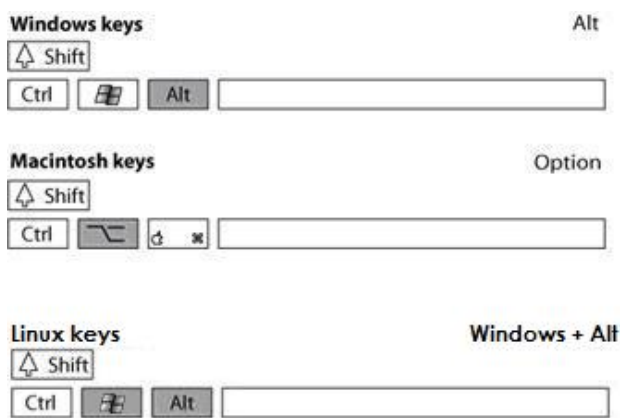 Windows keys Alt
Shift
Ctrl Alt
Macintosh keys Option
Shift
Ctrl ⌥ ⌘
Linux keys Windows + Alt
Shift
Ctrl Alt